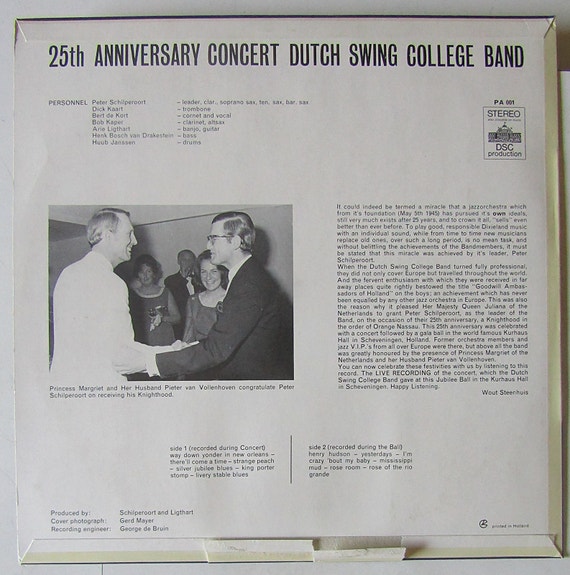 25th ANNIVERSARY CONCERT DUTCH SWING COLLEGE BAND
PA 001
STEREO
DSC
production
PERSONNEL Peter Schilperoort – leader, clar., soprano sax, ten. sax, bar. sax
Dick Kaart – trombone
Bert de Kort – cornet and vocal
Bob Kaper – clarinet, altsax
Arie Ligthart – banjo, guitar
Henk Bosch van Drakestein – bass
Huub Janssen – drums
It could indeed be termed a miracle that a jazzorchestra which
from it's foundation (May 5th 1945) has pursued it's own ideals,
still very much exists after 25 years, and to crown it all, "sells" even
better than ever before. To play good, responsible Dixieland music
with an individual sound, while from time to time new musicians
replace old ones, over such a long period, is no mean task, and
without belittling the achievements of the Bandmembers, it must
be stated that this miracle was achieved by it's leader, Peter
Schilperoort.
When the Dutch Swing College Band turned fully professional,
they did not only cover Europe but travelled throughout the world.
And the fervent enthusiasm with which they were received in far
away places quite rightly bestowed the title "Goodwill Ambas-
sadors of Holland" on the boys; an achievement which has never
been equalled by any other jazz orchestra in Europe. This was also
the reason why it pleased Her Majesty Queen Juliana of the
Netherlands to grant Peter Schilperoort, as the leader of the
Band, on the occasion of their 25th anniversary, a Knighthood in
the order of Orange Nassau. This 25th anniversary was celebrated
with a concert followed by a gala ball in the world famous Kurhaus
Hall in Scheveningen, Holland. Former orchestra members and
jazz V.I.P.'s from all over Europe were there, but above all the band
was greatly honoured by the presence of Princess Margriet of the
Netherlands and her husband Pieter van Vollenhoven.
You can now celebrate these festivities with us by listening to this
record. The LIVE RECORDING of the concert, which the Dutch
Swing College Band gave at this Jubilee Ball in the Kurhaus Hall
in Scheveningen. Happy Listening.
Wout Steenhuis
Princess Margriet and Her Husband Pieter van Vollenhoven congratulate Peter
Schilperoort on receiving his Knighthood.
side 1 (recorded during Concert)
way down yonder in new orleans –
there'll come a time – strange peach
– silver jubilee blues – king porter
stomp – livery stable blues
side 2 (recorded during the Ball)
henry hudson – yesterdays – I'm
crazy 'bout my baby – mississippi
mud – rose room – rose of the rio
grande
Produced by: Schilperoort and Ligthart
Cover photograph: Gerd Mayer
Recording engineer: George de Bruin
printed in Holland